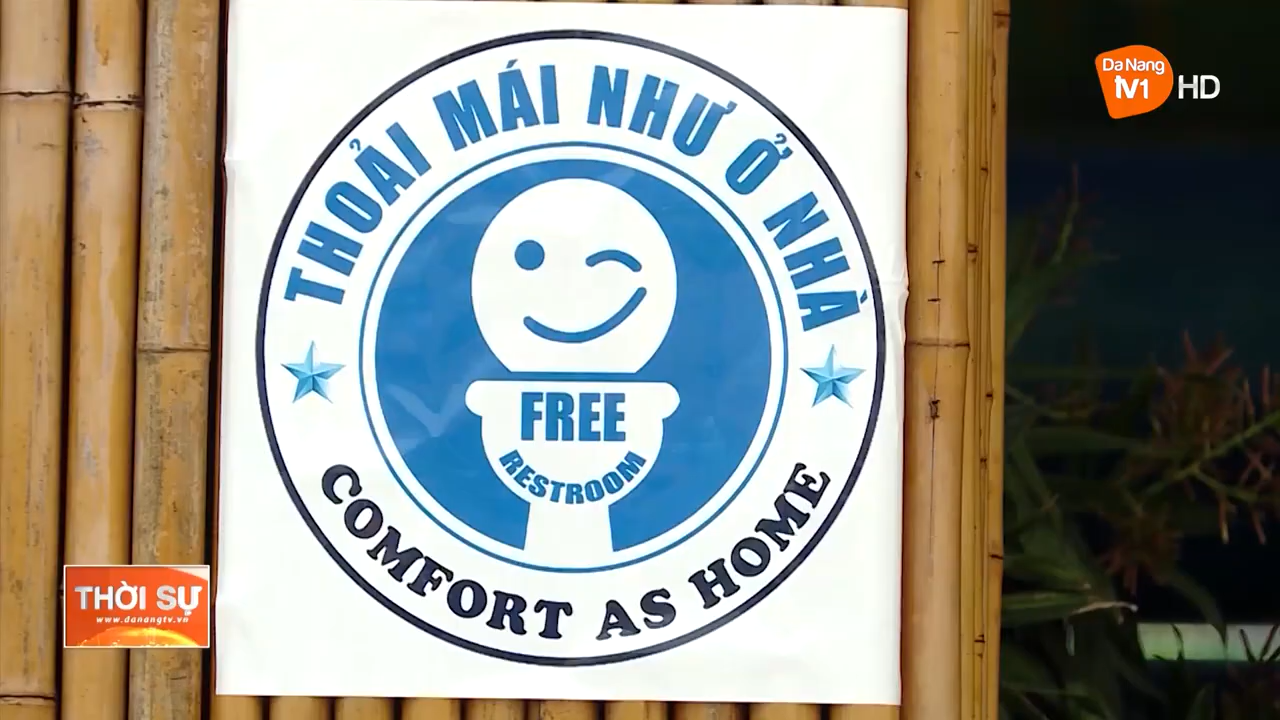 Da Nang
tv1 HD
THOẢI MÁI NHƯ Ở NHÀ
FREE
RESTROOM
COMFORT AS HOME
THỜI SỰ
www.danangtv.vn